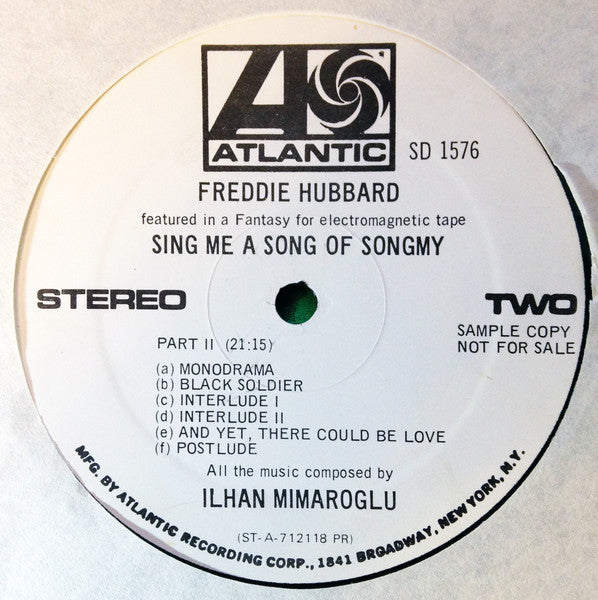 ATLANTIC
SD 1576
FREDDIE HUBBARD
featured in a Fantasy for electromagnetic tape
SING ME A SONG OF SONGMY
STEREO
TWO
SAMPLE COPY
NOT FOR SALE
PART II (21:15)
(a) MONODRAMA
(b) BLACK SOLDIER
(c) INTERLUDE I
(d) INTERLUDE II
(e) AND YET, THERE COULD BE LOVE
(f) POSTLUDE
All the music composed by
ILHAN MIMAROGLU
(ST-A-712118 PR)
MFG. BY ATLANTIC RECORDING CORP., 1841 BROADWAY, NEW YORK, N.Y.